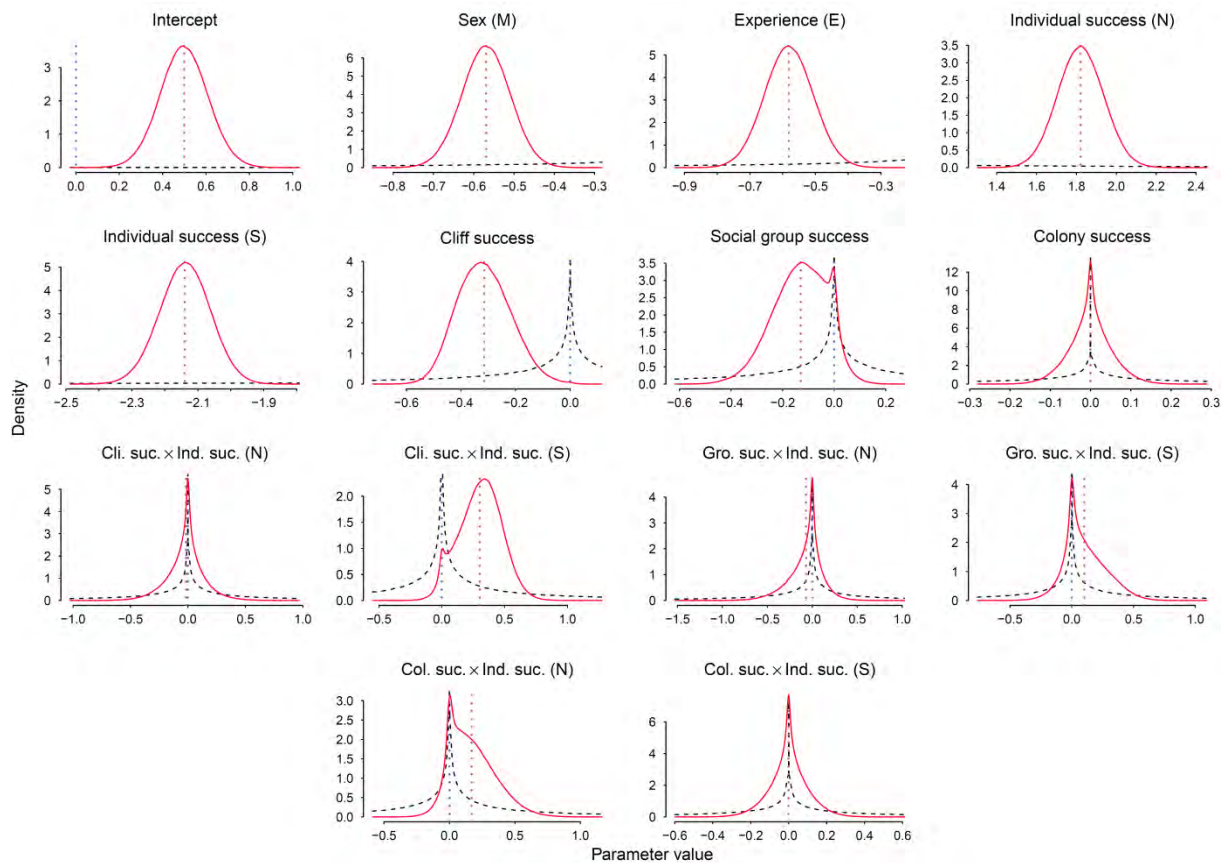 Intercept
Sex (M)
Experience (E)
Individual success (N)
3
2
1
0
0.0 0.2 0.4 0.6 0.8 1.0
6
5
4
3
2
1
0
−0.8 −0.7 −0.6 −0.5 −0.4 −0.3
5
4
3
2
1
0
−0.9 −0.7 −0.5 −0.3
3.5
3.0
2.5
2.0
1.5
1.0
0.5
0.0
1.4 1.6 1.8 2.0 2.2 2.4
Individual success (S)
Cliff success
Social group success
Colony success
5
4
3
2
1
0
−2.5 −2.3 −2.1 −1.9
4
3
2
1
0
−0.6 −0.4 −0.2 0.0
3.5
3.0
2.5
2.0
1.5
1.0
0.5
0.0
−0.6 −0.4 −0.2 0.0 0.2
12
10
8
6
4
2
0
−0.3 −0.2 −0.1 0.0 0.1 0.2 0.3
Density
Cli. suc. × Ind. suc. (N)
Cli. suc. × Ind. suc. (S)
Gro. suc. × Ind. suc. (N)
Gro. suc. × Ind. suc. (S)
5
4
3
2
1
0
−1.0 −0.5 0.0 0.5 1.0
2.0
1.5
1.0
0.5
0.0
−0.5 0.0 0.5 1.0
4
3
2
1
0
−1.5 −1.0 −0.5 0.0 0.5 1.0
4
3
2
1
0
−0.5 0.0 0.5 1.0
Col. suc. × Ind. suc. (N)
Col. suc. × Ind. suc. (S)
3.0
2.5
2.0
1.5
1.0
0.5
0.0
−0.5 0.0 0.5 1.0
6
4
2
0
−0.6 −0.4 −0.2 0.0 0.2 0.4 0.6
Parameter value